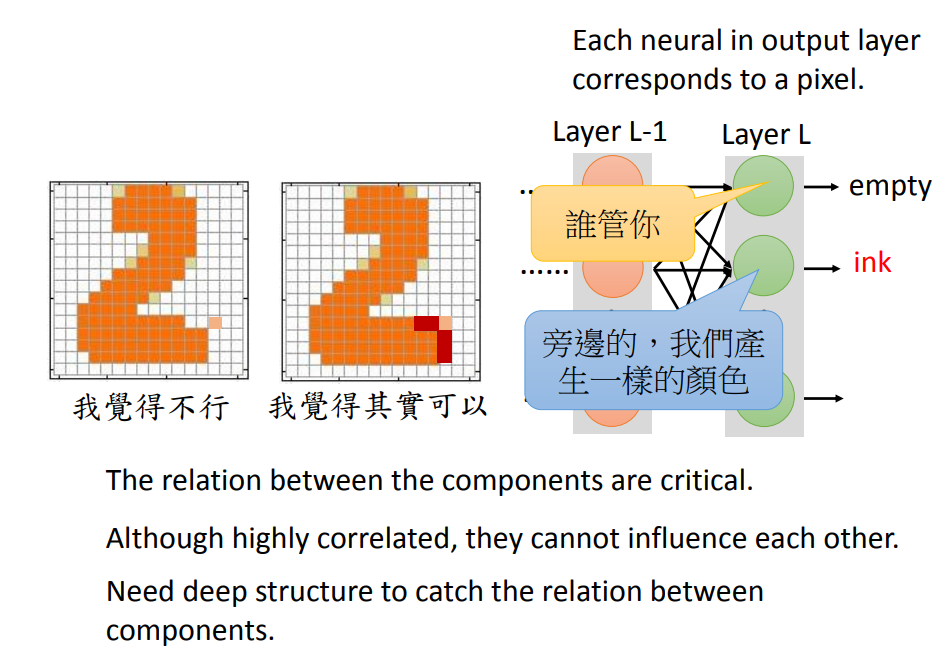 Each neural in output layer
corresponds to a pixel.
Layer L-1
Layer L
empty
誰管你
……
ink
旁邊的，我們產
生一樣的顏色
我覺得不行
我覺得其實可以
The relation between the components are critical.
Although highly correlated, they cannot influence each other.
Need deep structure to catch the relation between
components.